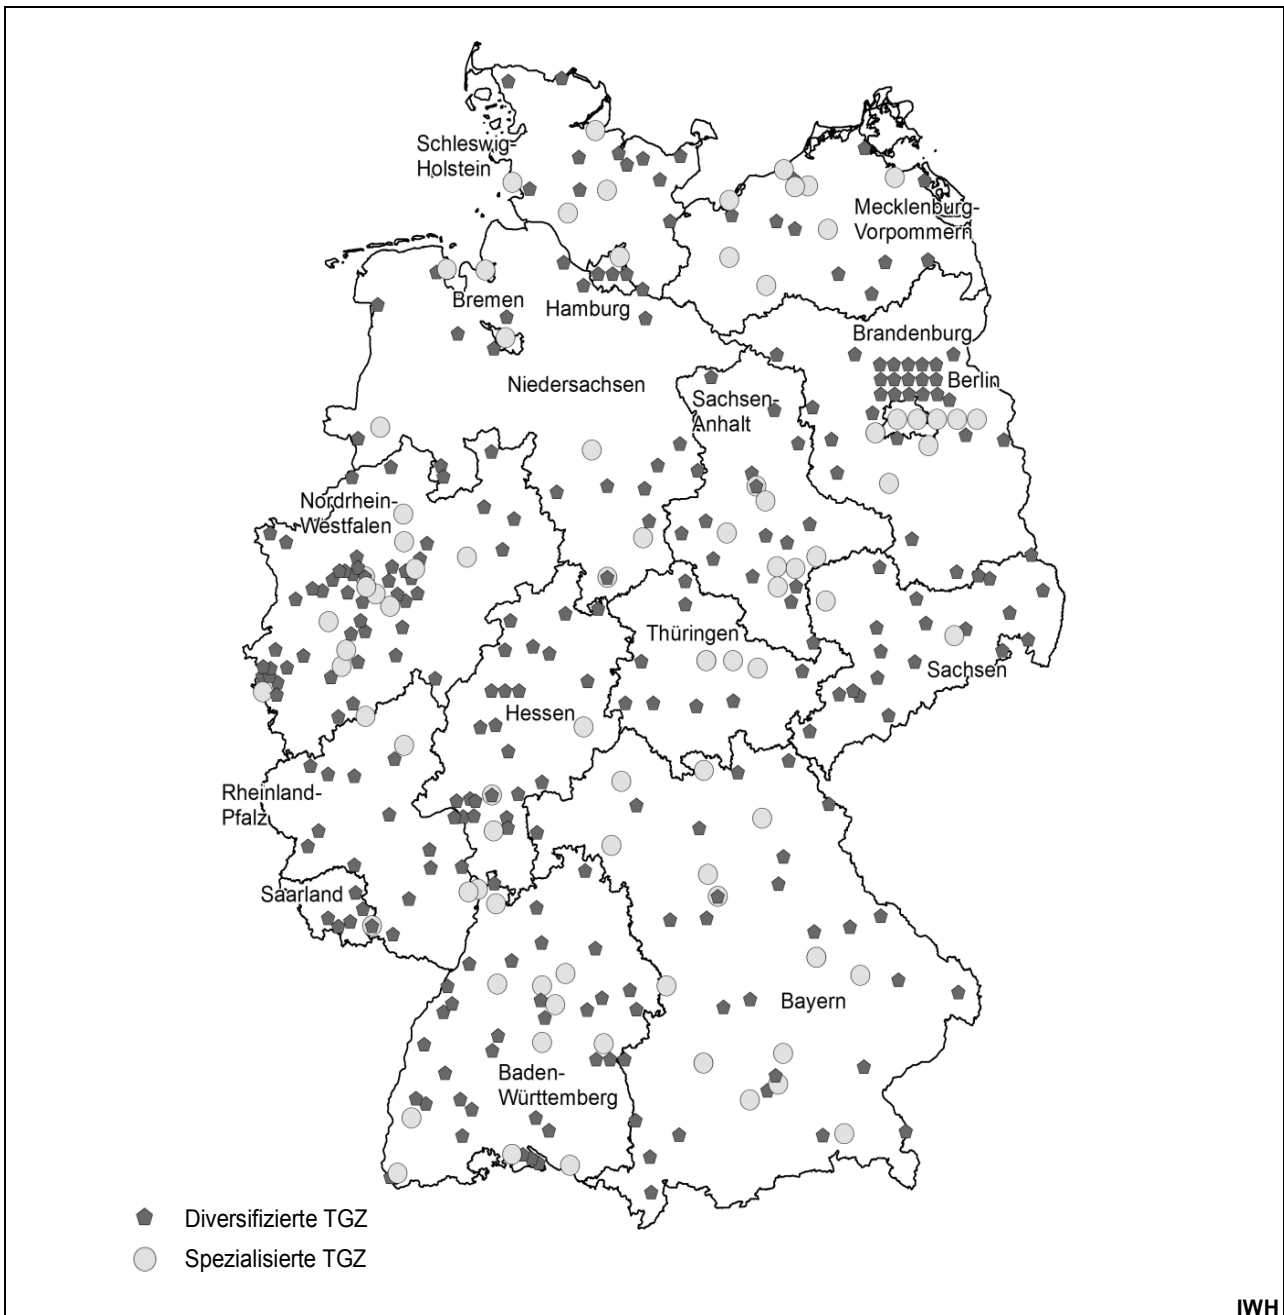 Schleswig-
Holstein
Mecklenburg-
Vorpommern
Bremen
Hamburg
Brandenburg
Berlin
Niedersachsen
Sachsen-
Anhalt
Nordrhein-
Westfalen
Thüringen
Sachsen
Hessen
Rheinland-
Pfalz
Saarland
Bayern
Baden-
Württemberg
Diversifizierte TGZ
Spezialisierte TGZ
IWH